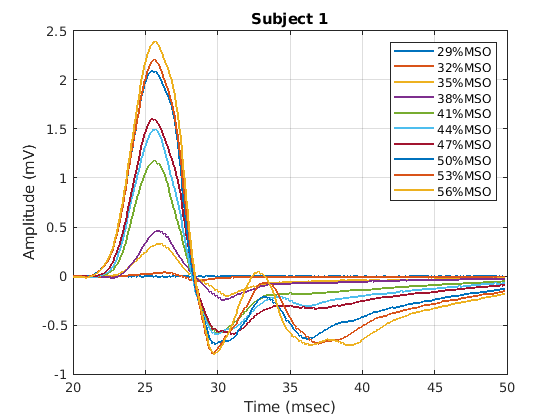 Subject 1
Amplitude (mV)
2.5
2
1.5
1
0.5
0
-0.5
-1
29%MSO
32%MSO
35%MSO
38%MSO
41%MSO
44%MSO
47%MSO
50%MSO
53%MSO
56%MSO
20 25 30 35 40 45 50
Time (msec)